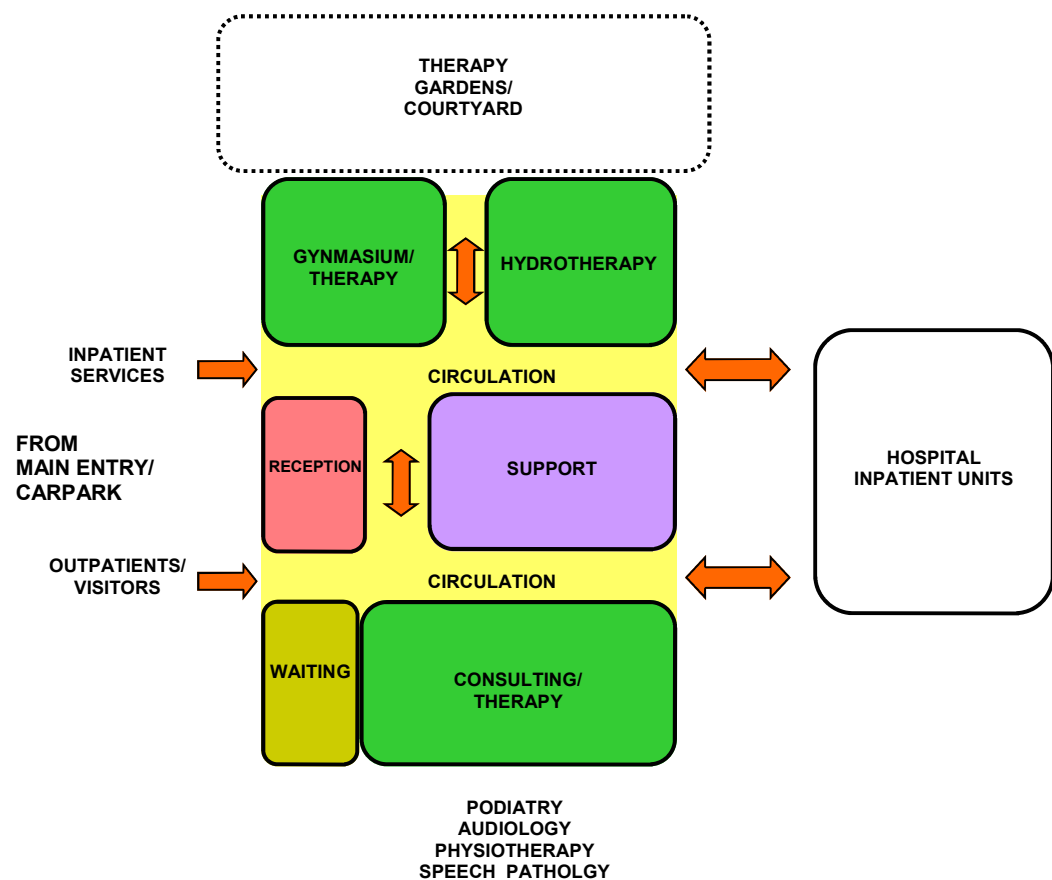 THERAPY
GARDENS/
COURTYARD
GYNMASIUM/
THERAPY
HYDROTHERAPY
INPATIENT
SERVICES
CIRCULATION
FROM
MAIN ENTRY/
CARPARK
RECEPTION
SUPPORT
HOSPITAL
INPATIENT UNITS
OUTPATIENTS/
VISITORS
CIRCULATION
WAITING
CONSULTING/
THERAPY
PODIATRY
AUDIOLOGY
PHYSIOTHERAPY
SPEECH PATHOLGY